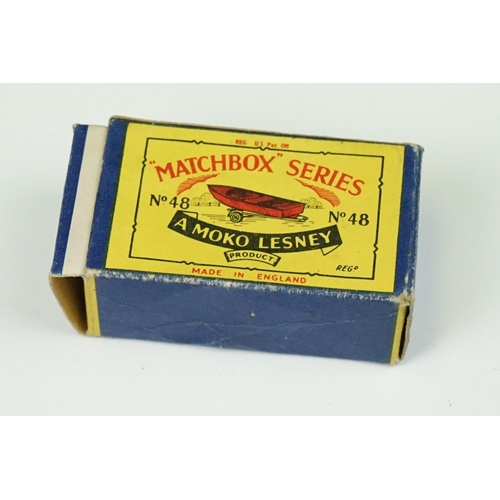 REG U.S Pat Off
"MATCHBOX" SERIES
Nº48 Nº48
A MOKO LESNEY
PRODUCT
REGD
MADE IN ENGLAND